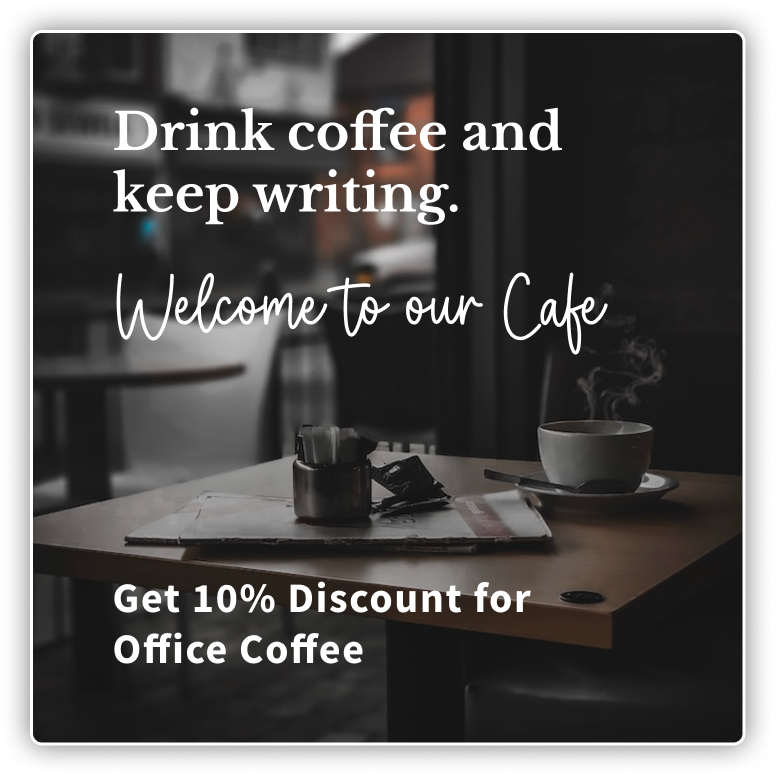 Drink coffee and
keep writing.
Welcome to our Cafe
Get 10% Discount for
Office Coffee